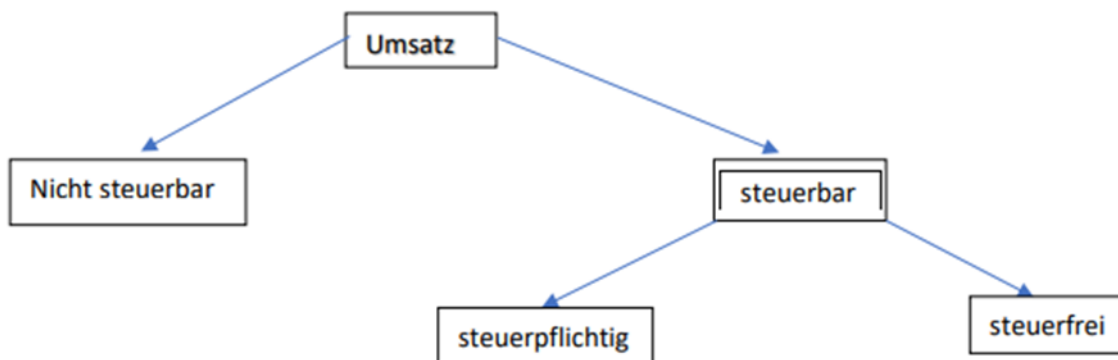 Umsatz
Nicht steuerbar
steuerbar
steuerpflichtig
steuerfrei